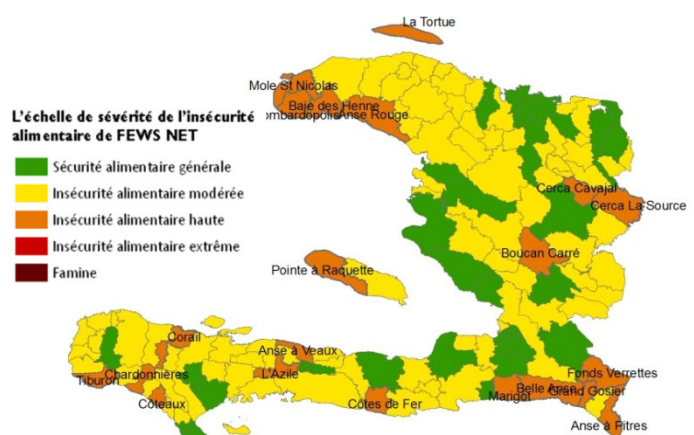 La Tortue
Mole St Nicolas
Baie des Henne
ombardopolis Anse Rouge
L'échelle de sévérité de l'insécurité
alimentaire de FEWS NET
Sécurité alimentaire générale
Insécurité alimentaire modérée
Insécurité alimentaire haute
Insécurité alimentaire extrême
Famine
Cerca Cavajal
Cerca La Source
Boucan Carré
Pointe à Raquette
Corail
Anse à Veaux
Chardonnières
Tiburon
L'Azile
Côteaux
Côtes de Fer
Fonds Verrettes
Belle Anse
Grand Gosier
Marigot
Anse à Pitres